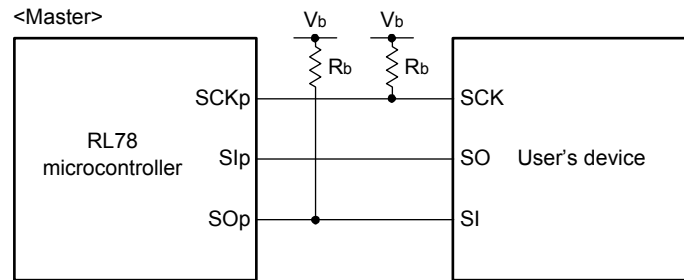 <Master>
Vb Vb
Rb Rb
SCKp SCK
RL78
microcontroller
SIp SO
User's device
SOp SI